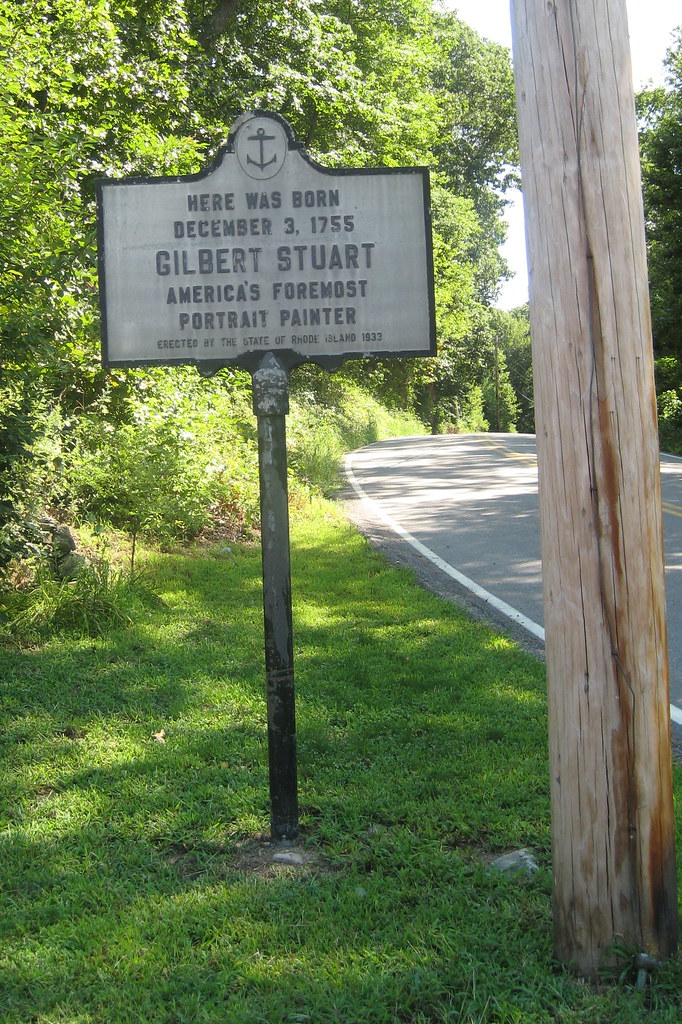 HERE WAS BORN
DECEMBER 3, 1755
GILBERT STUART
AMERICA'S FOREMOST
PORTRAIT PAINTER
ERECTED BY THE STATE OF RHODE ISLAND 1933